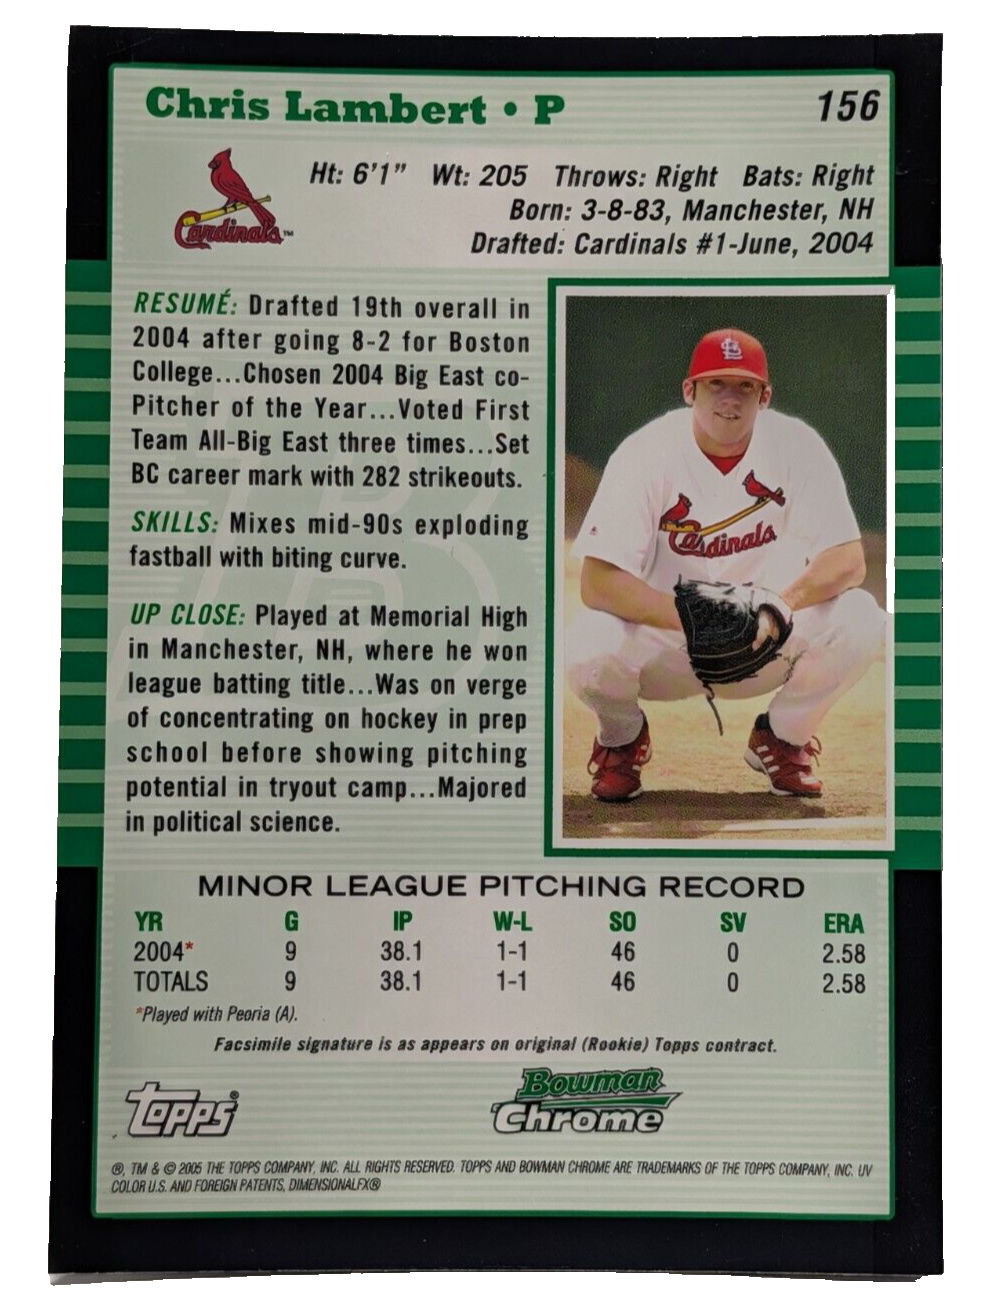 Chris Lambert • P 156
Cardinals™
Ht: 6'1" Wt: 205 Throws: Right Bats: Right
Born: 3-8-83, Manchester, NH
Drafted: Cardinals #1-June, 2004
RESUMÉ: Drafted 19th overall in
2004 after going 8-2 for Boston
College...Chosen 2004 Big East co-
Pitcher of the Year...Voted First
Team All-Big East three times...Set
BC career mark with 282 strikeouts.
SKILLS: Mixes mid-90s exploding
fastball with biting curve.
UP CLOSE: Played at Memorial High
in Manchester, NH, where he won
league batting title...Was on verge
of concentrating on hockey in prep
school before showing pitching
potential in tryout camp...Majored
in political science.
StL
Cardinals
MINOR LEAGUE PITCHING RECORD
YR G IP W-L SO SV ERA
2004* 9 38.1 1-1 46 0 2.58
TOTALS 9 38.1 1-1 46 0 2.58
*Played with Peoria (A).
Facsimile signature is as appears on original (Rookie) Topps contract.
Topps®
Bowman
Chrome
®, TM & © 2005 THE TOPPS COMPANY, INC. ALL RIGHTS RESERVED. TOPPS AND BOWMAN CHROME ARE TRADEMARKS OF THE TOPPS COMPANY, INC. UV
COLOR U.S. AND FOREIGN PATENTS, DIMENSIONALFX®